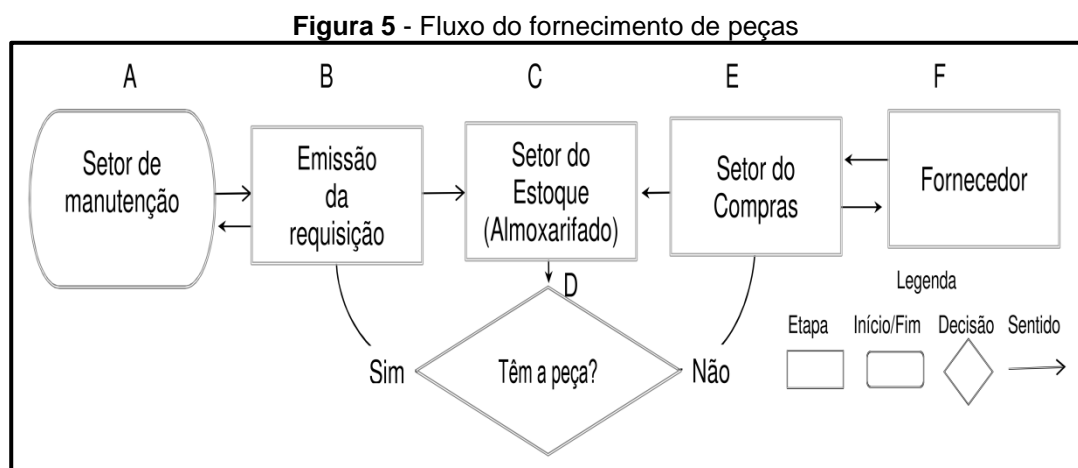 Figura 5 - Fluxo do fornecimento de peças
A B C E F
Setor de
manutenção
Emissão
da
requisição
Setor do
Estoque
(Almoxarifado)
Setor do
Compras
Fornecedor
D
Sim
Têm a peça?
Não
Legenda
Etapa Início/Fim Decisão Sentido